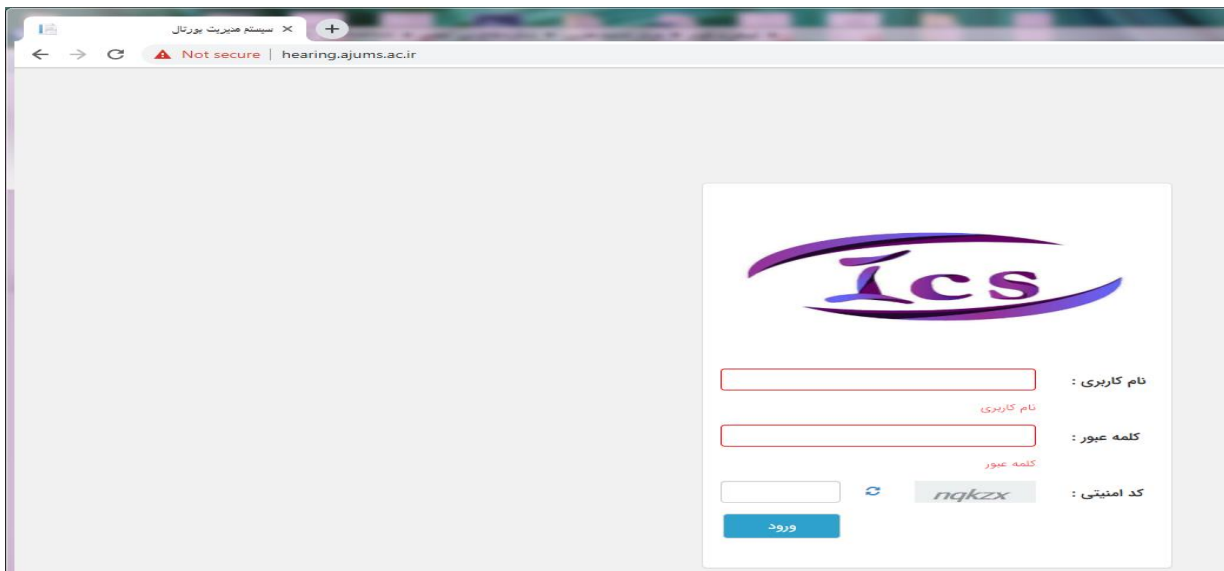 سیستم مدیریت پورتال
Not secure | hearing.ajums.ac.ir
Ics
نام کاربری :
نام کاربری
کلمه عبور :
کلمه عبور
کد امنیتی : nqkzx
ورود